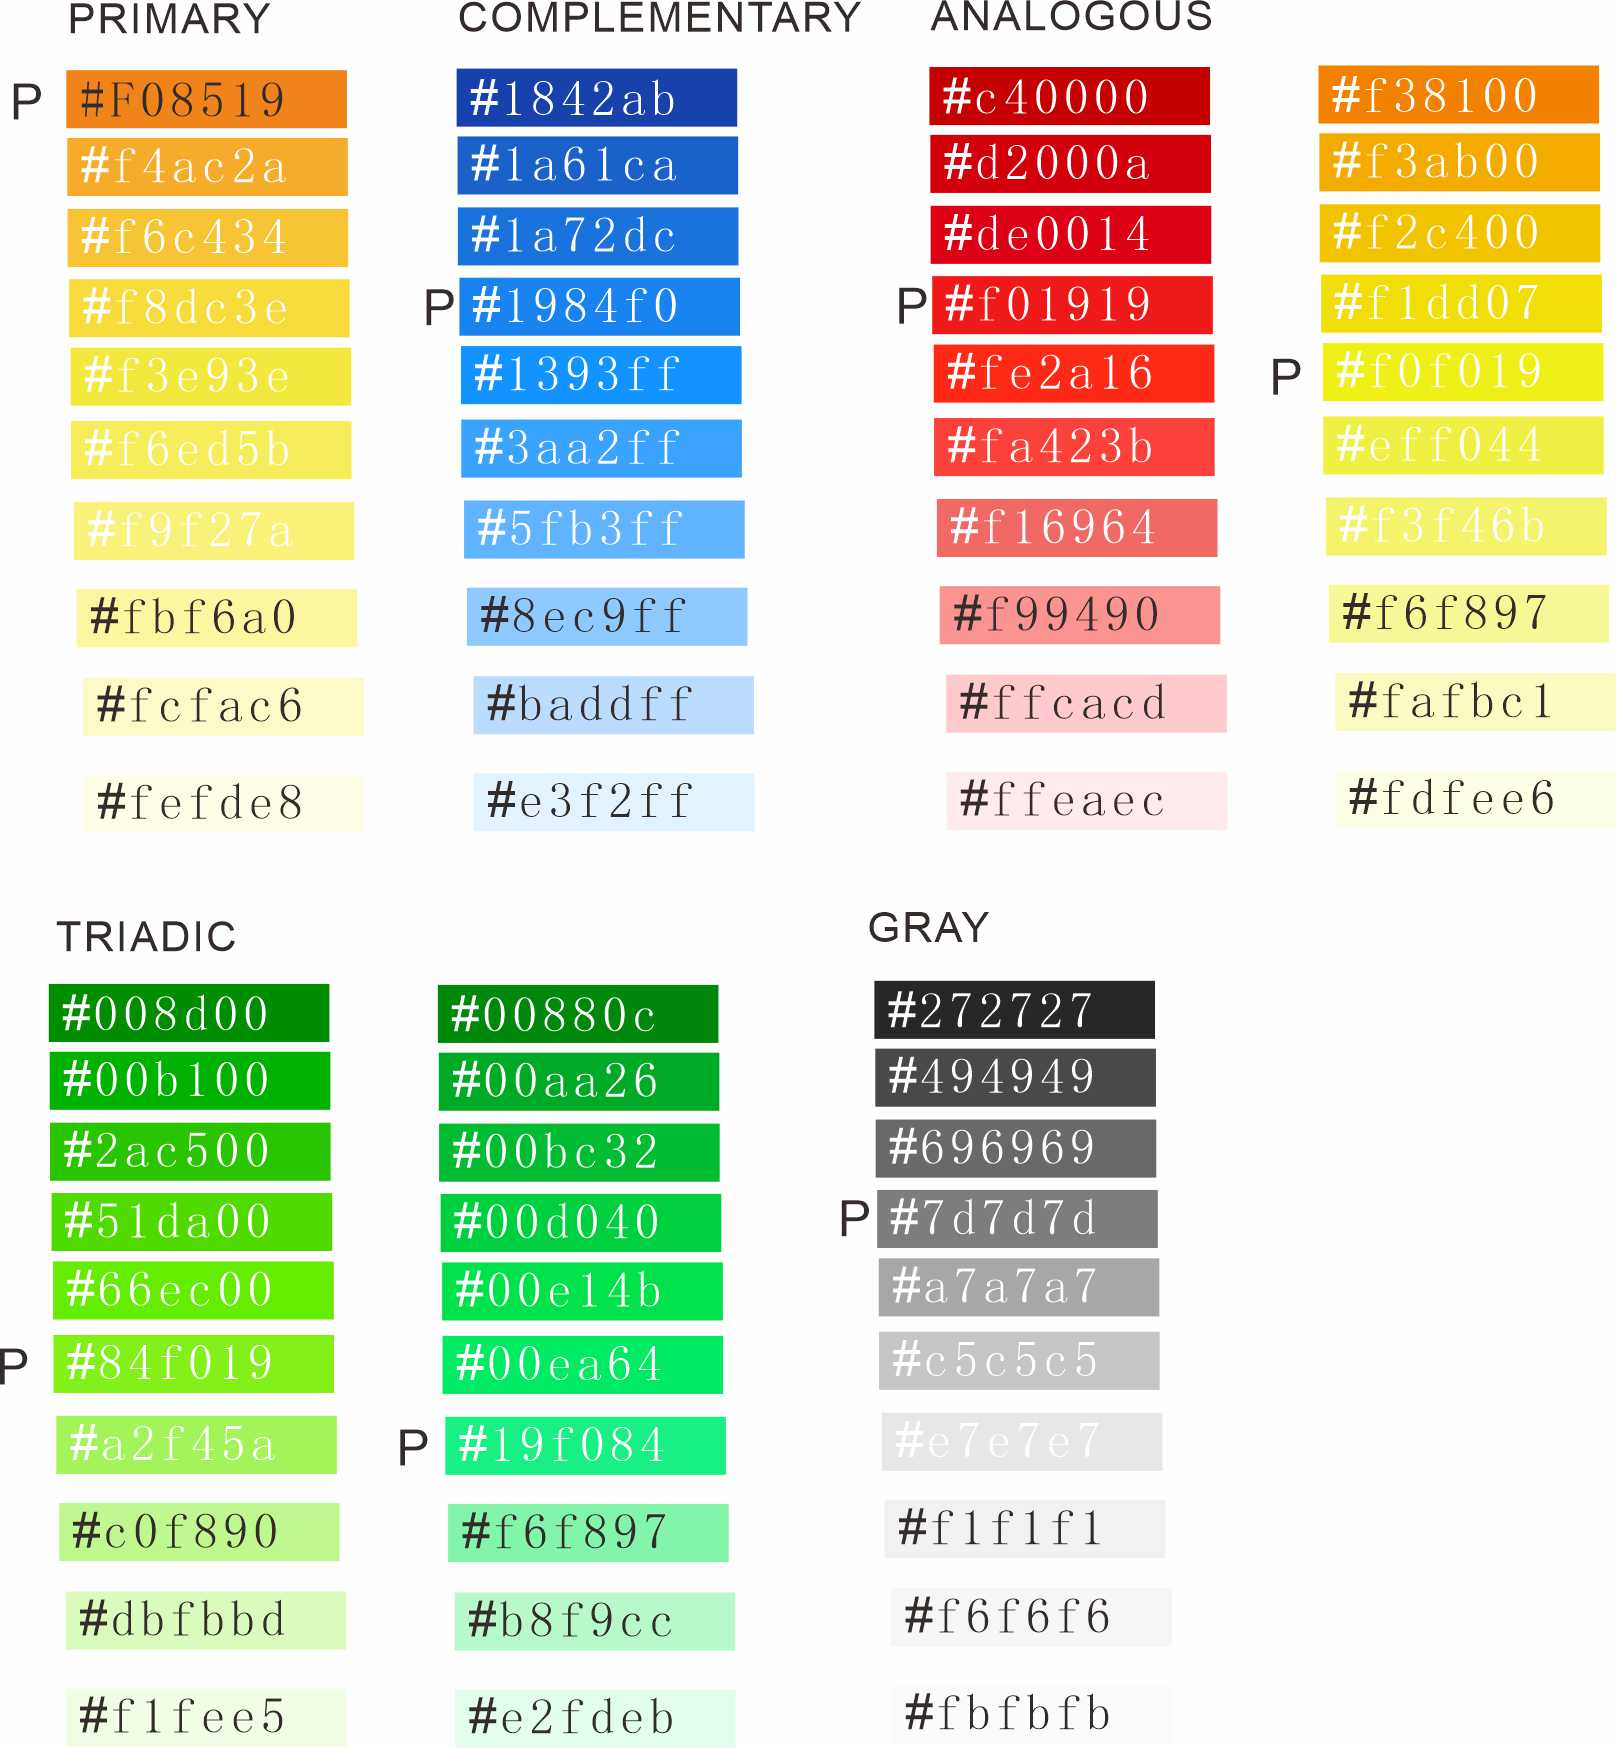 PRIMARY
P #F08519
#f4ac2a
#f6c434
#f8dc3e
#f3e93e
#f6ed5b
#f9f27a
#fbf6a0
#fcfac6
#fefde8
COMPLEMENTARY
#1842ab
#1a61ca
#1a72dc
P #1984f0
#1393ff
#3aa2ff
#5fb3ff
#8ec9ff
#baddff
#e3f2ff
ANALOGOUS
#c40000
#d2000a
#de0014
P #f01919
#fe2a16
#fa423b
#f16964
#f99490
#ffcacd
#ffeaec
#f38100
#f3ab00
#f2c400
#f1dd07
P #f0f019
#eff044
#f3f46b
#f6f897
#fafbc1
#fdfee6
TRIADIC
#008d00
#00b100
#2ac500
#51da00
#66ec00
P #84f019
#a2f45a
#c0f890
#dbfbbd
#f1fee5
#00880c
#00aa26
#00bc32
#00d040
#00e14b
#00ea64
P #19f084
#f6f897
#b8f9cc
#e2fdeb
GRAY
#272727
#494949
#696969
P #7d7d7d
#a7a7a7
#c5c5c5
#e7e7e7
#f1f1f1
#f6f6f6
#fbfbfb